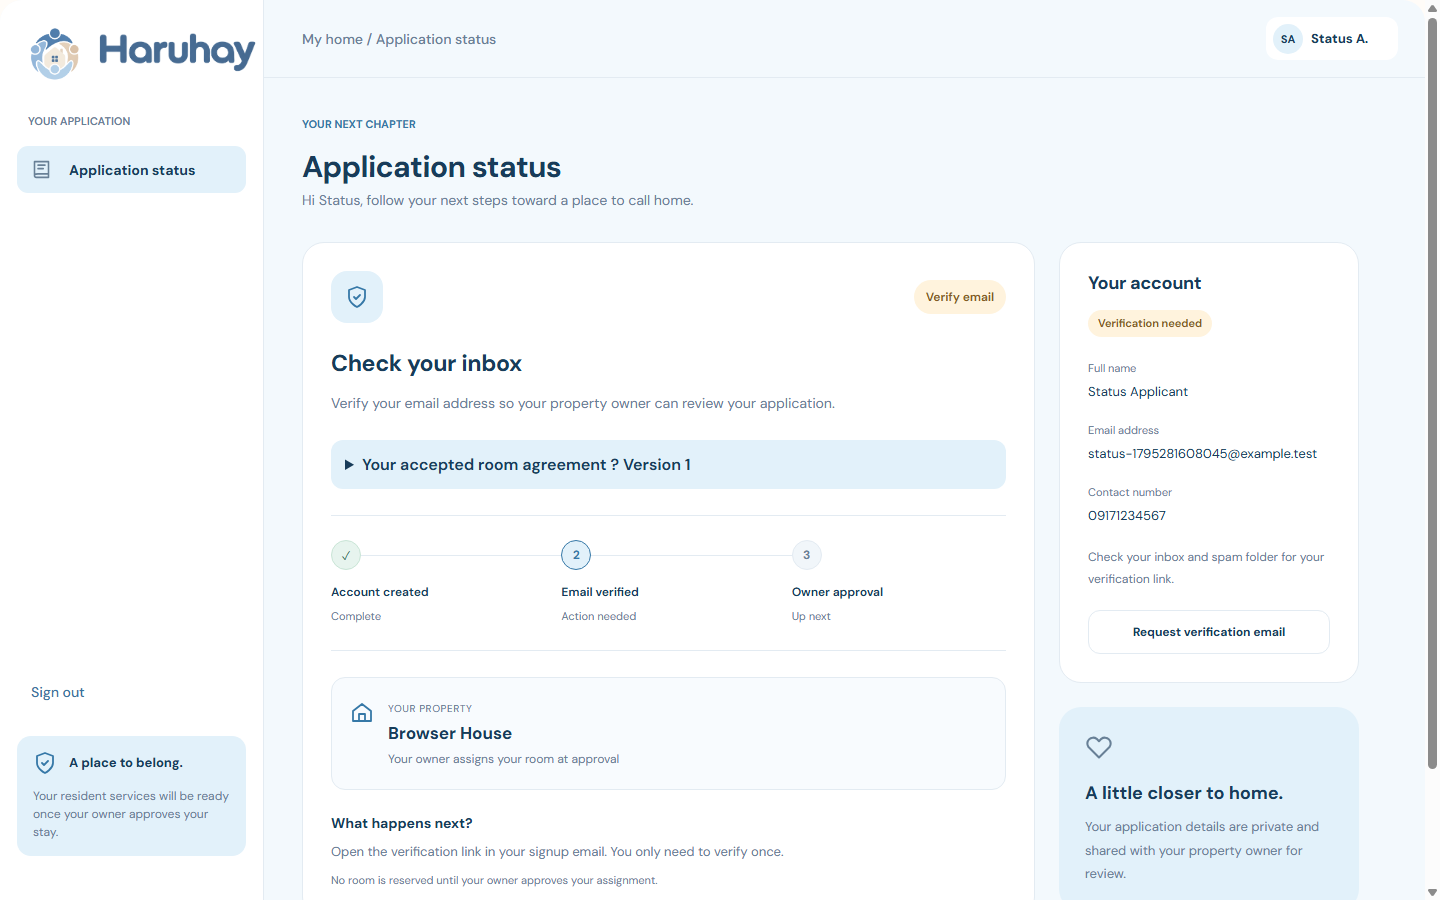 Haruhay
YOUR APPLICATION
Application status
Sign out
A place to belong.
Your resident services will be ready
once your owner approves your
stay.
My home / Application status
SA
Status A.
YOUR NEXT CHAPTER
Application status
Hi Status, follow your next steps toward a place to call home.
Verify email
Check your inbox
Verify your email address so your property owner can review your application.
Your accepted room agreement ? Version 1
2
3
Account created
Email verified
Owner approval
Complete
Action needed
Up next
YOUR PROPERTY
Browser House
Your owner assigns your room at approval
What happens next?
Open the verification link in your signup email. You only need to verify once.
No room is reserved until your owner approves your assignment.
Your account
Verification needed
Full name
Status Applicant
Email address
status-1795281608045@example.test
Contact number
09171234567
Check your inbox and spam folder for your
verification link.
Request verification email
A little closer to home.
Your application details are private and
shared with your property owner for
review.